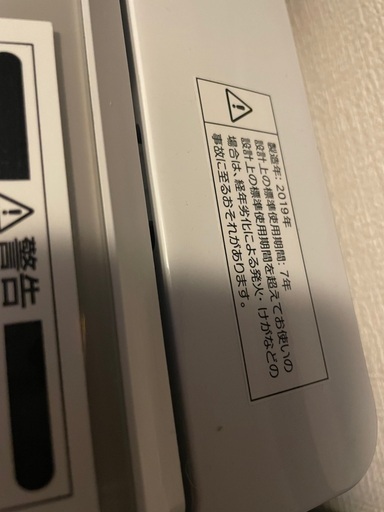 製造年: 2019年
設計上の標準使用期間: 7年
設計上の標準使用期間を超えてお使いの
場合は、経年劣化による発火・けがなどの
事故に至るおそれがあります。
警告